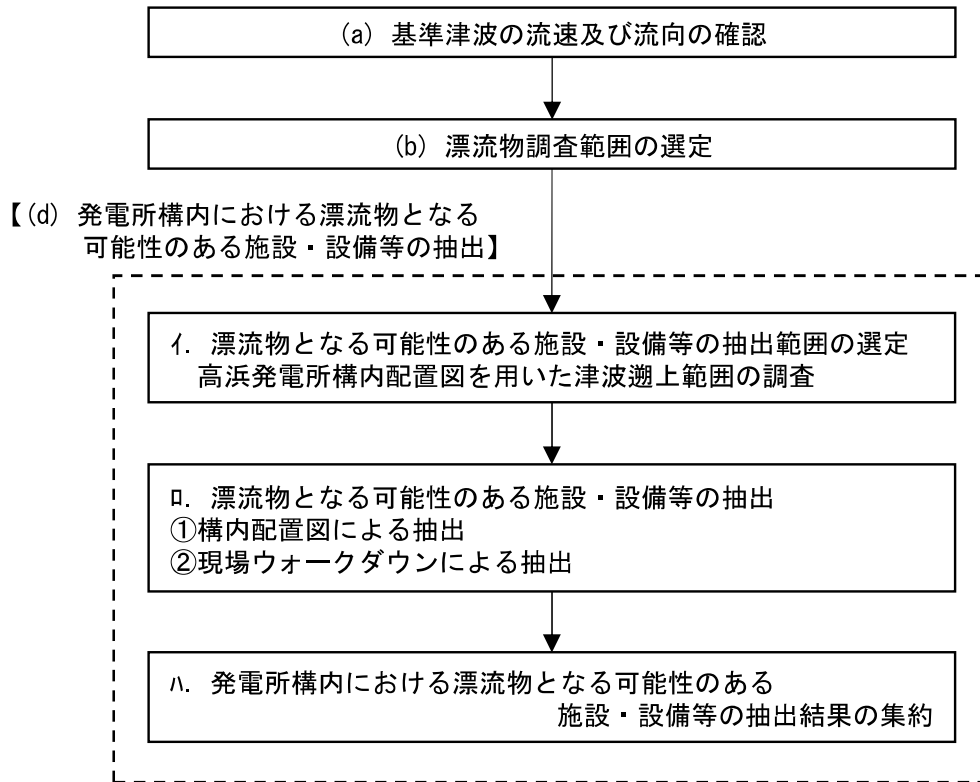 (a) 基準津波の流速及び流向の確認
(b) 漂流物調査範囲の選定
【(d) 発電所構内における漂流物となる
可能性のある施設・設備等の抽出】
ｲ. 漂流物となる可能性のある施設・設備等の抽出範囲の選定
高浜発電所構内配置図を用いた津波遡上範囲の調査
ﾛ. 漂流物となる可能性のある施設・設備等の抽出
①構内配置図による抽出
②現場ウォークダウンによる抽出
ﾊ. 発電所構内における漂流物となる可能性のある
施設・設備等の抽出結果の集約